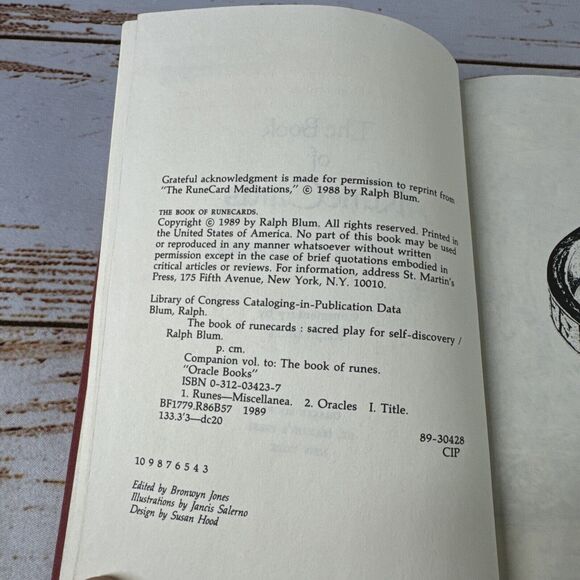 Grateful acknowledgment is made for permission to reprint from
"The RuneCard Meditations," © 1988 by Ralph Blum.
THE BOOK OF RUNECARDS.
Copyright © 1989 by Ralph Blum. All rights reserved. Printed in
the United States of America. No part of this book may be used
or reproduced in any manner whatsoever without written
permission except in the case of brief quotations embodied in
critical articles or reviews. For information, address St. Martin's
Press, 175 Fifth Avenue, New York, N.Y. 10010.
Library of Congress Cataloging-in-Publication Data
Blum, Ralph.
The book of runecards : sacred play for self-discovery /
Ralph Blum.
p. cm.
Companion vol. to: The book of runes.
"Oracle Books"
ISBN 0-312-03423-7
1. Runes—Miscellanea. 2. Oracles I. Title.
BF1779.R86B57 1989
133.3'3—dc20
89-30428
CIP
10 9 8 7 6 5 4 3
Edited by Bronwyn Jones
Illustrations by Jancis Salerno
Design by Susan Hood